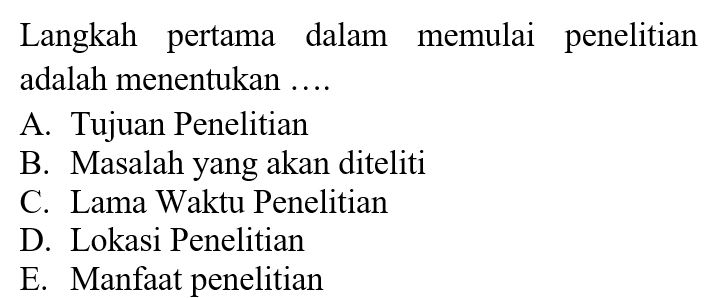 Langkah pertama dalam memulai penelitian
adalah menentukan ....
A. Tujuan Penelitian
B. Masalah yang akan diteliti
C. Lama Waktu Penelitian
D. Lokasi Penelitian
E. Manfaat penelitian